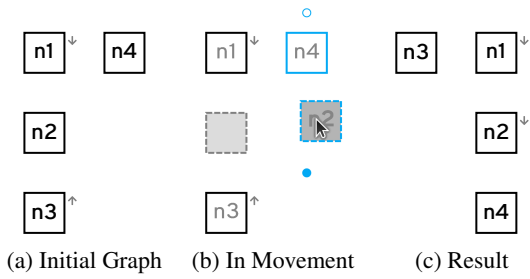 n1 n4 n1 n4 n3 n1
n2 n2 n2
n3 n3 n4
(a) Initial Graph (b) In Movement (c) Result